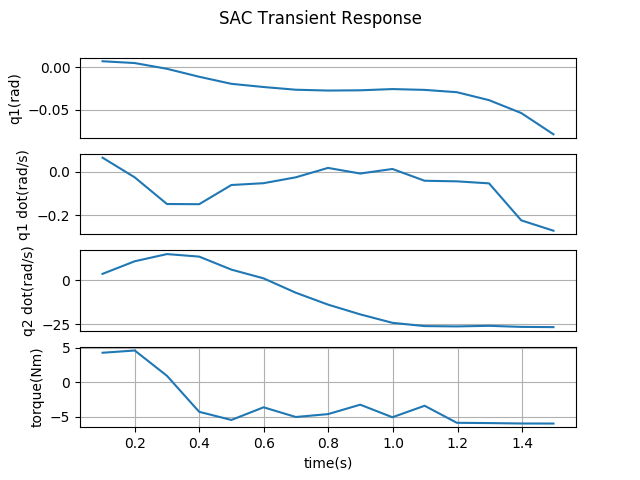 SAC Transient Response
0.00
−0.05
q1(rad)
0.0
−0.2
q1 dot(rad/s)
0
−25
q2 dot(rad/s)
5
0
−5
torque(Nm)
0.2 0.4 0.6 0.8 1.0 1.2 1.4
time(s)